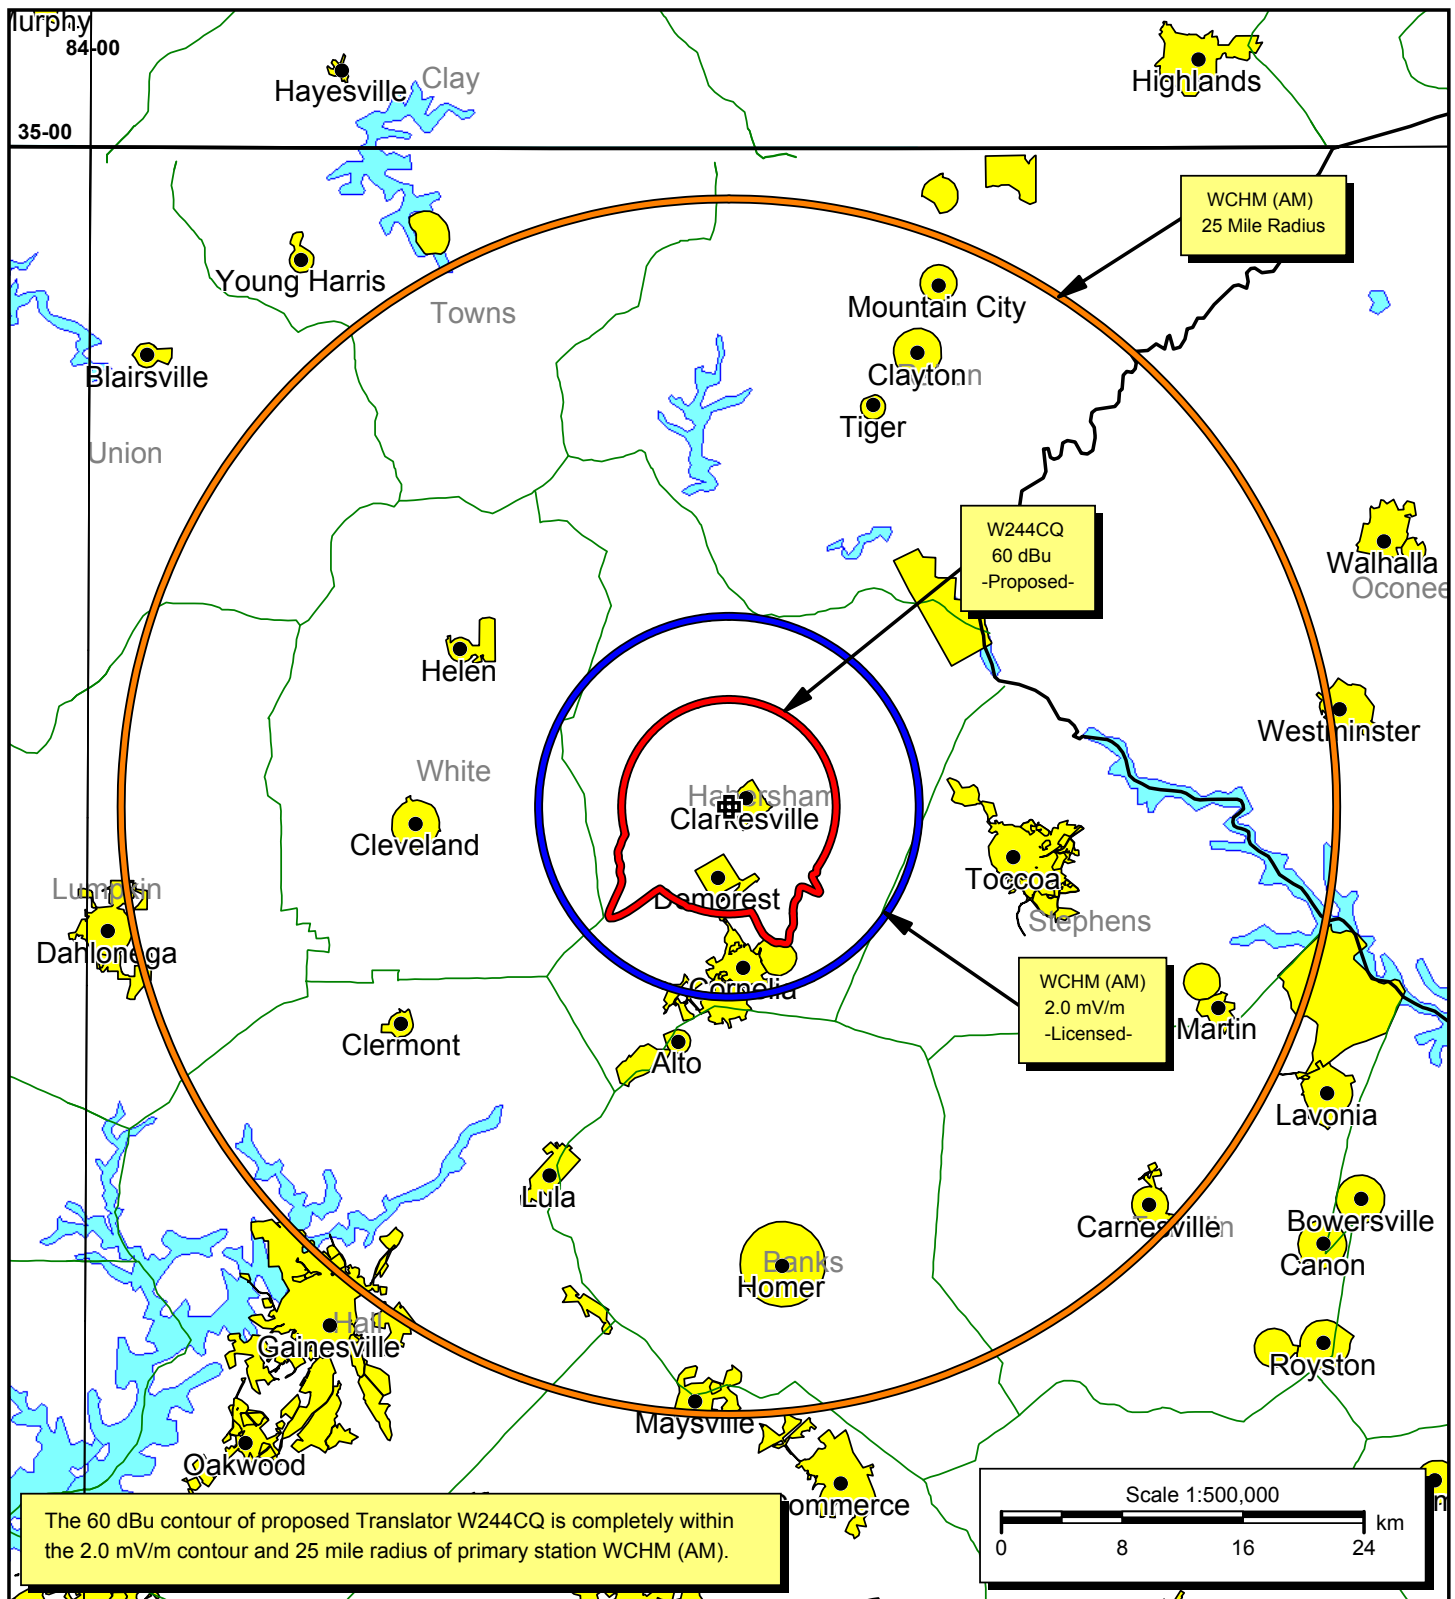 84-00
Hayesville
Clay
Highlands
35-00
WCHM (AM)
25 Mile Radius
Young Harris
Towns
Mountain City
Blairsville
Clayton
Tiger
Union
W244CQ
60 dBu
-Proposed-
Walhalla
Oconee
Helen
Westminster
White
Habersham
Clarkesville
Cleveland
Toccoa
Lumpkin
Demorest
Stephens
Dahlonega
Cornelia
WCHM (AM)
2.0 mV/m
-Licensed-
Martin
Clermont
Alto
Lavonia
Lula
Carnesville
Bowersville
Canon
Banks
Homer
Hall
Gainesville
Royston
Maysville
Oakwood
ommerce
Scale 1:500,000
km
0 8 16 24
The 60 dBu contour of proposed Translator W244CQ is completely within
the 2.0 mV/m contour and 25 mile radius of primary station WCHM (AM).